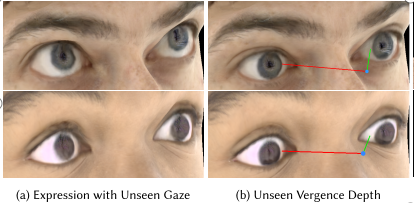 (a) Expression with Unseen Gaze
(b) Unseen Vergence Depth